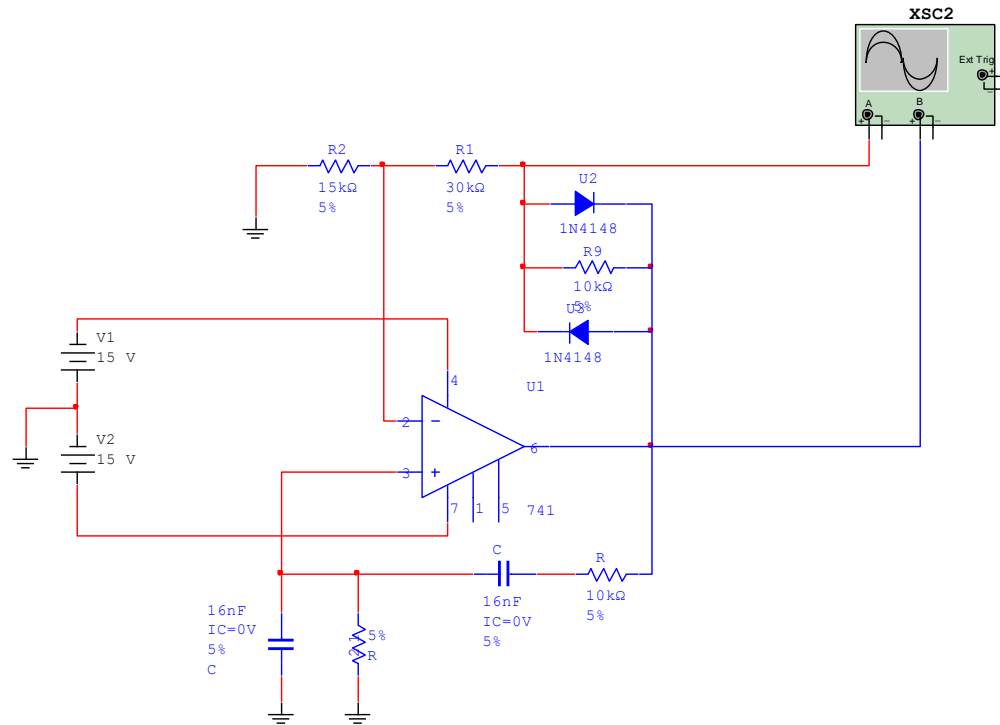 XSC2
Ext Trig
+
−
A
B
+
−
+
−
R2
15kΩ
5%
R1
30kΩ
5%
U2
1N4148
R9
10kΩ
5%
U3
1N4148
V1
15 V
V2
15 V
U1
4
2
−
6
3
+
7
1
5
741
C
16nF
IC=0V
5%
R
10kΩ
5%
16nF
IC=0V
5%
C
5%
R